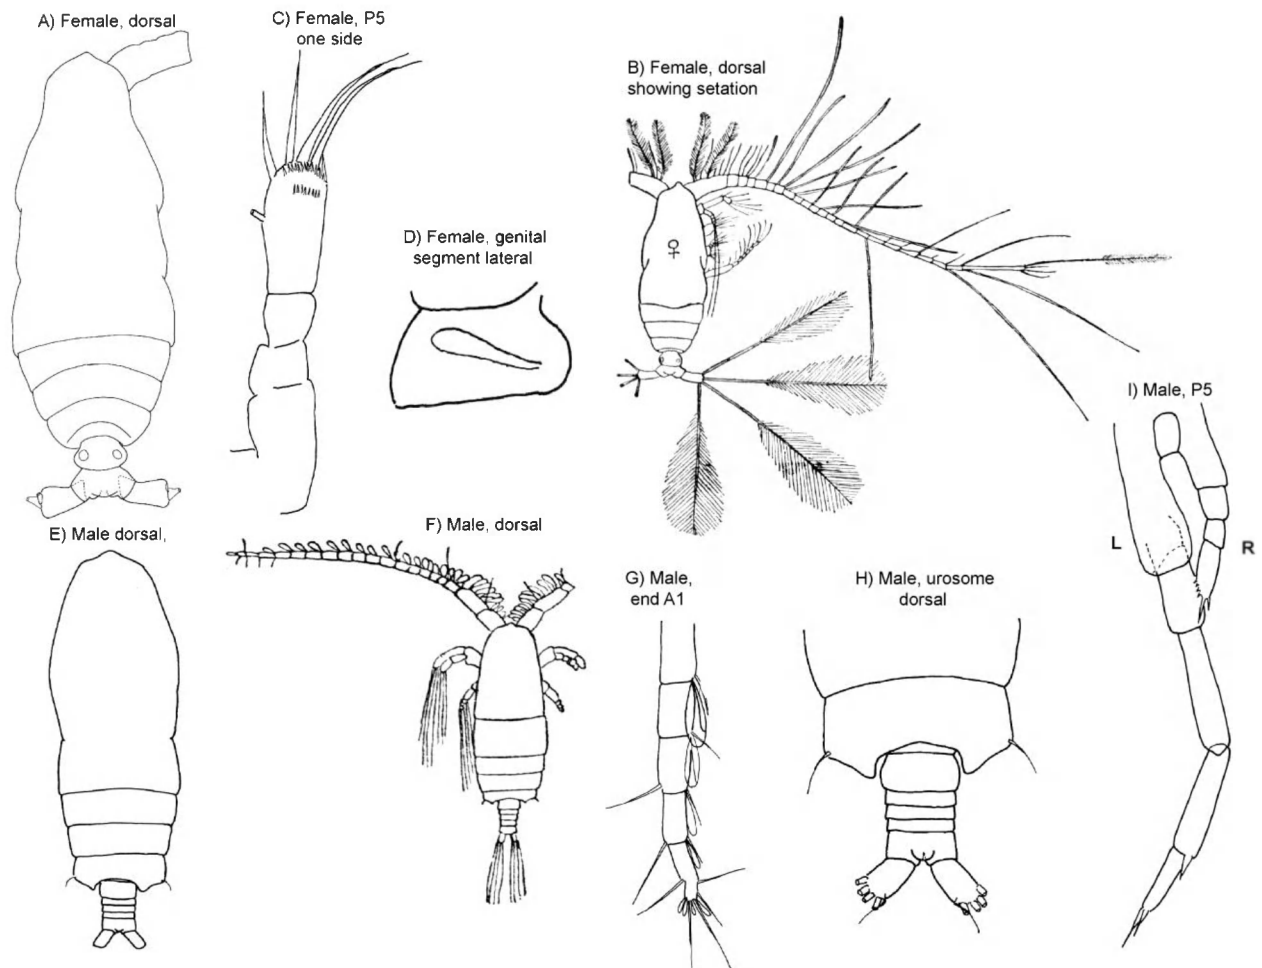 A) Female, dorsal
C) Female, P5
one side
B) Female, dorsal
showing setation
D) Female, genital
segment lateral
♀
I) Male, P5
E) Male dorsal,
F) Male, dorsal
G) Male,
end A1
H) Male, urosome
dorsal
L
R